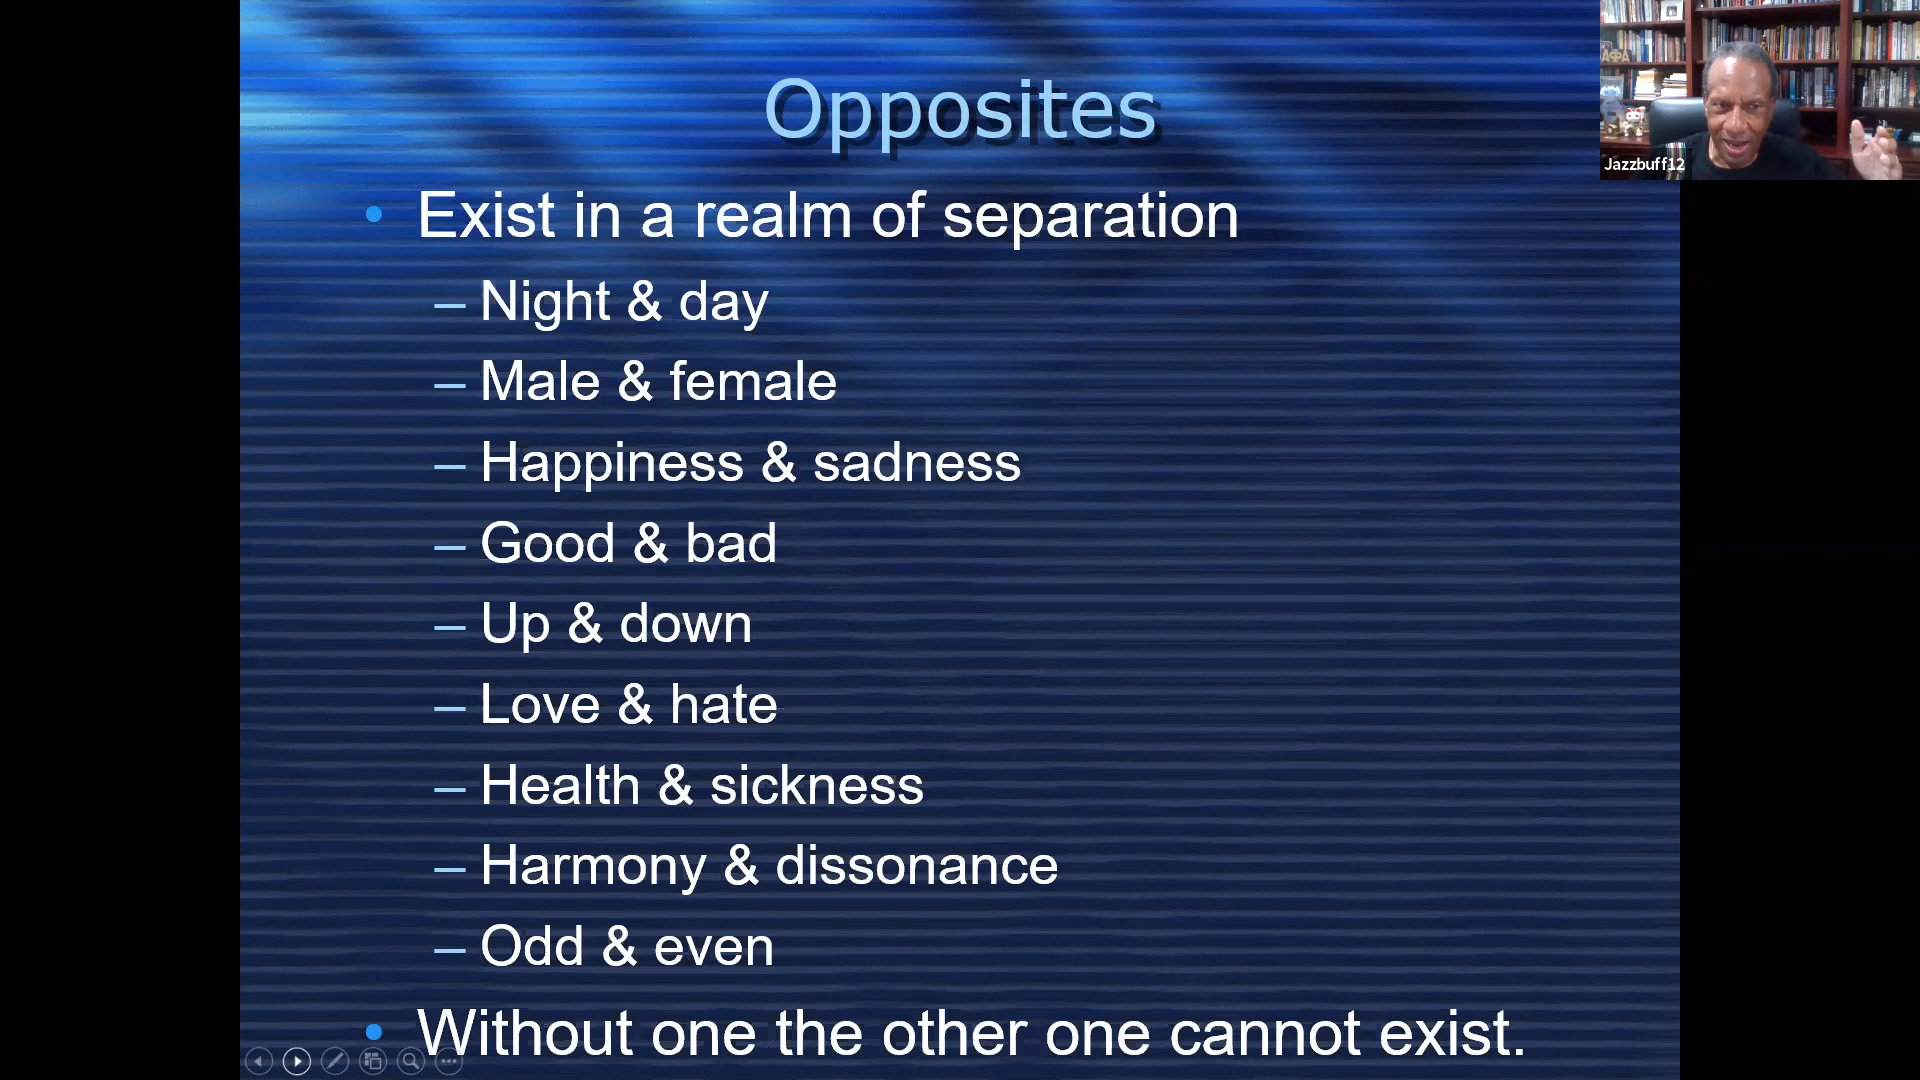 Opposites
Exist in a realm of separation
– Night & day
– Male & female
– Happiness & sadness
– Good & bad
– Up & down
– Love & hate
– Health & sickness
– Harmony & dissonance
– Odd & even
Without one the other one cannot exist.
Jazzbuff12
ΑΦΑ